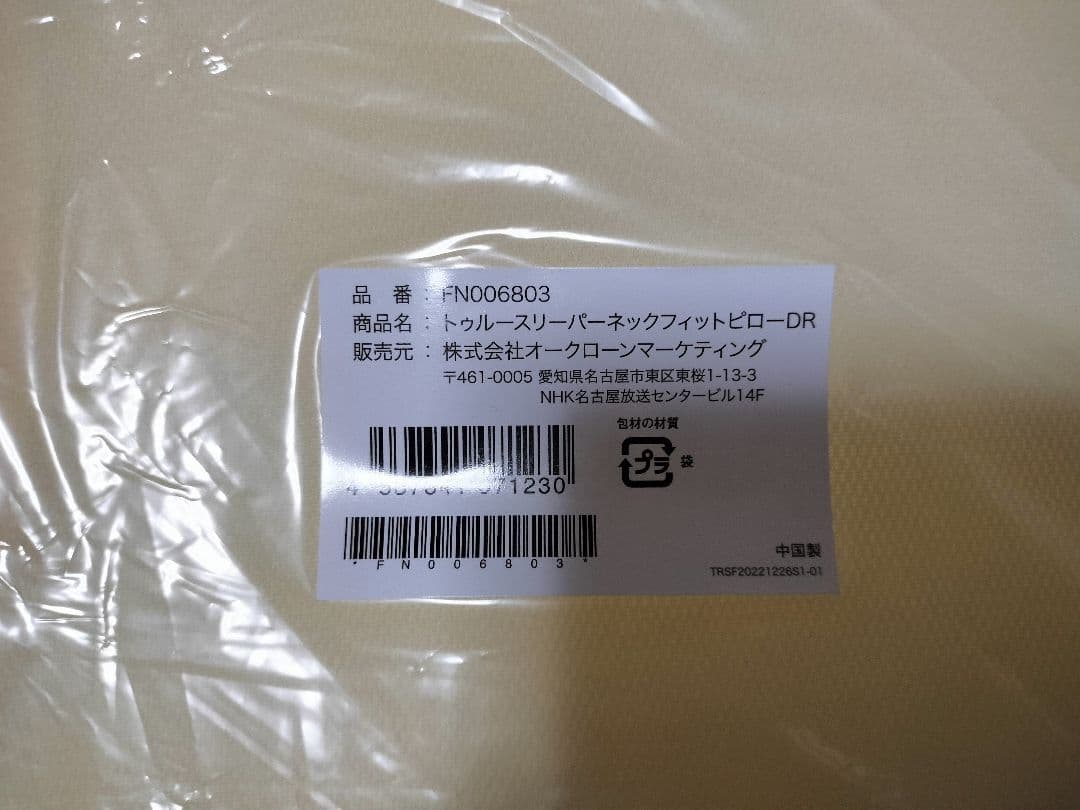 品 番 : FN006803
商品名 : トゥルースリーパーネックフィットピローDR
販売元 : 株式会社オークローンマーケティング
〒461-0005 愛知県名古屋市東区東桜1-13-3
NHK名古屋放送センタービル14F
包材の材質
プラ 袋
71230
*FN006803*
中国製
TRSF20221226S1-01